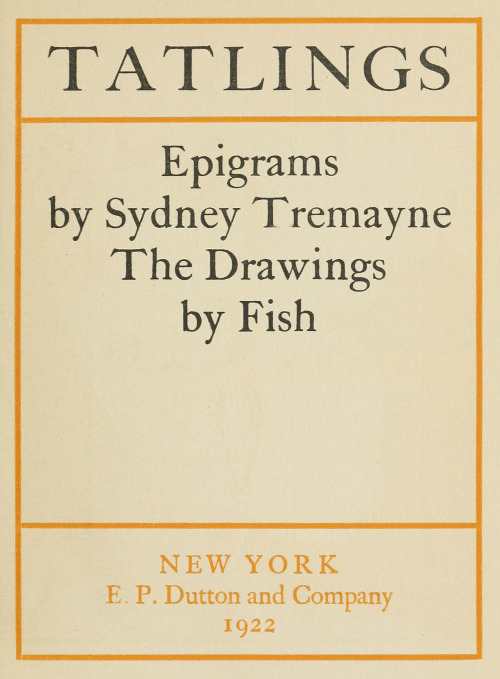 TATLINGS
Epigrams
by Sydney Tremayne
The Drawings
by Fish
NEW YORK
E. P. Dutton and Company
1922